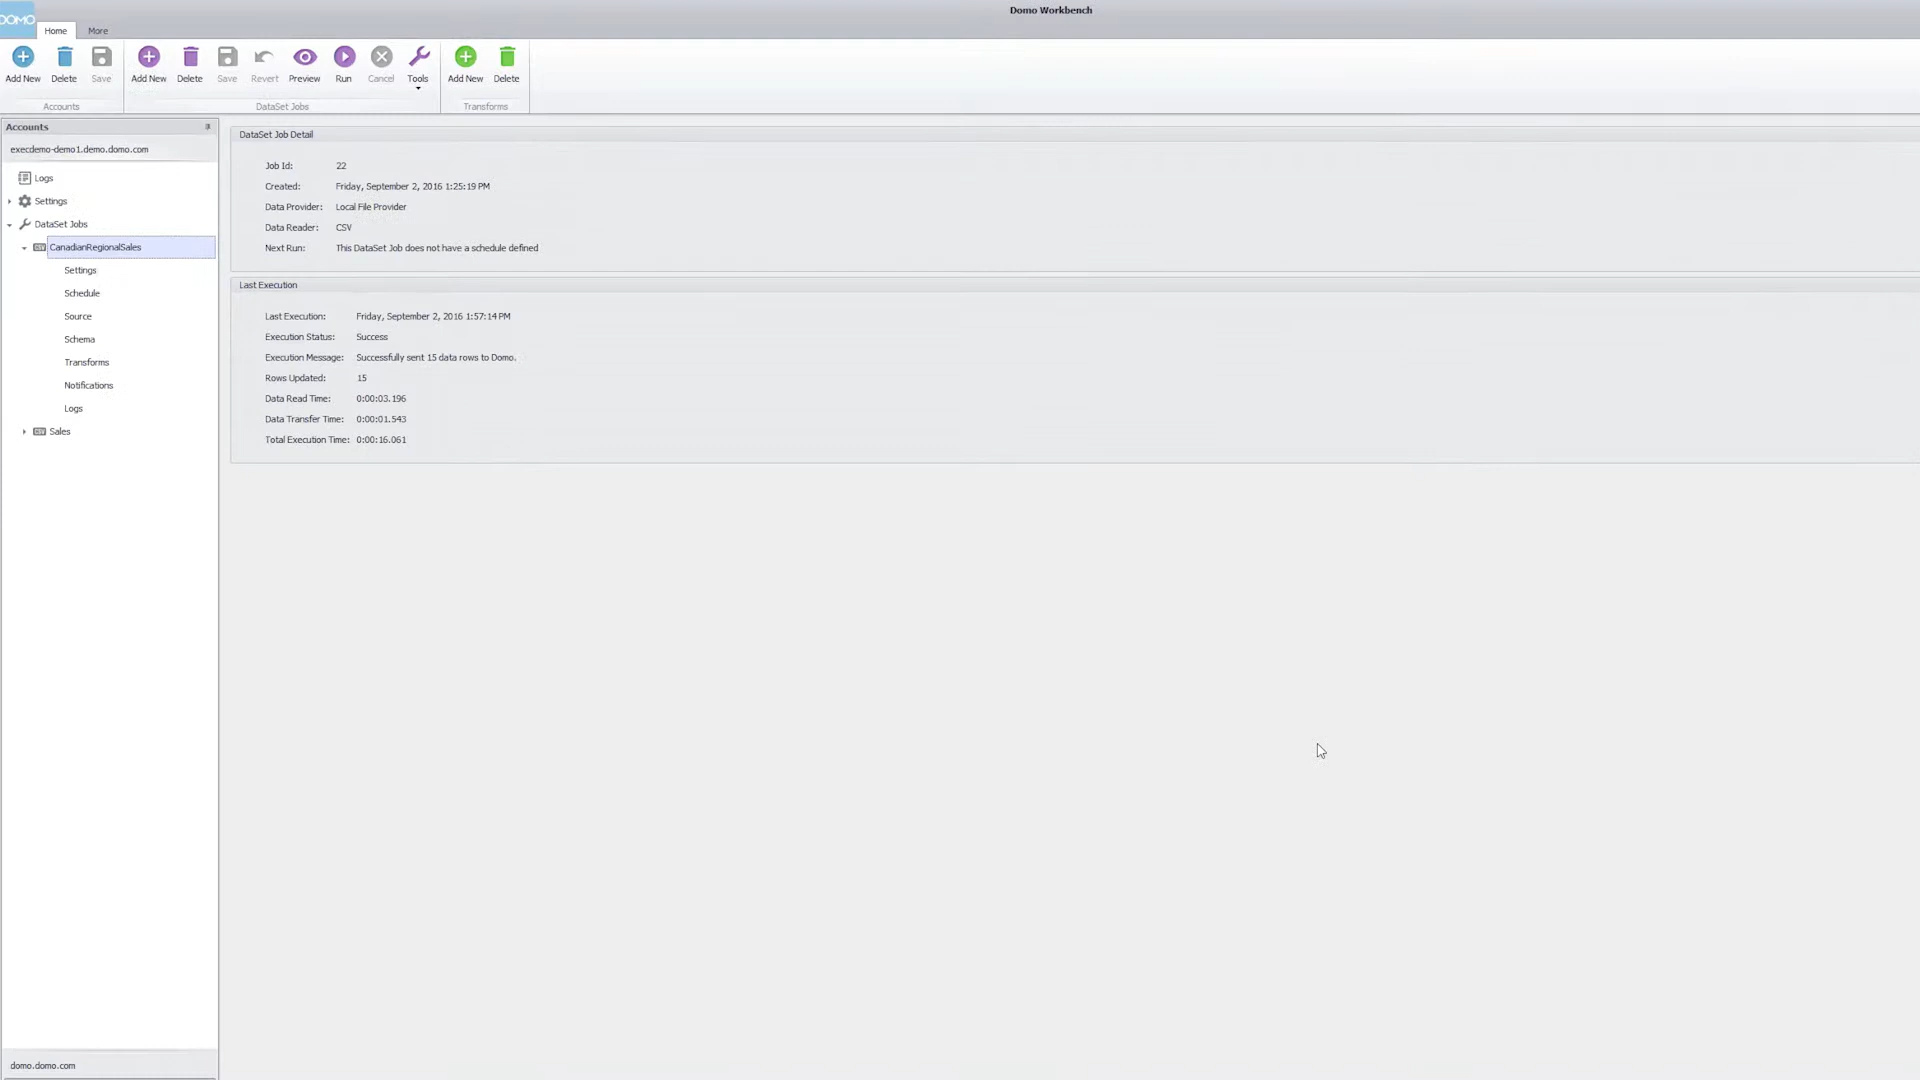 Domo Workbench
DOMO
Home More
Add New Delete Save Add New Delete Save Revert Preview Run Cancel Tools Add New Delete
Accounts DataSet Jobs Transforms
Accounts
execdemo-demo1.demo.domo.com
Logs
Settings
DataSet Jobs
CSV CanadianRegionalSales
Settings
Schedule
Source
Schema
Transforms
Notifications
Logs
CSV Sales
domo.domo.com
DataSet Job Detail
Job Id: 22
Created: Friday, September 2, 2016 1:25:19 PM
Data Provider: Local File Provider
Data Reader: CSV
Next Run: This DataSet Job does not have a schedule defined
Last Execution
Last Execution: Friday, September 2, 2016 1:57:14 PM
Execution Status: Success
Execution Message: Successfully sent 15 data rows to Domo.
Rows Updated: 15
Data Read Time: 0:00:03.196
Data Transfer Time: 0:00:01.543
Total Execution Time: 0:00:16.061